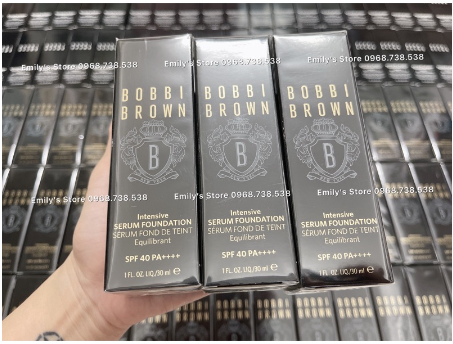 Emily's Store 0968.738.538
Emily's Store 0968.738.538
Emily's Store 0968.738.538
BOBBI
BROWN
B
Intensive
SERUM FOUNDATION
SÉRUM FOND DE TEINT
Equilibrant
SPF 40 PA++++
1 FL. OZ. LIQ./30 ml ℮
BOBBI
BROWN
B
Intensive
SERUM FOUNDATION
SÉRUM FOND DE TEINT
Equilibrant
SPF 40 PA++++
1 FL. OZ. LIQ./30 ml ℮
BOBBI
BROWN
B
Intensive
SERUM FOUNDATION
SÉRUM FOND DE TEINT
Equilibrant
SPF 40 PA++++
1 FL. OZ. LIQ./30 ml ℮
Emily's Store 0968.738.538
Emily's Store 0968.738.538
Emily's Store 0968.738.538